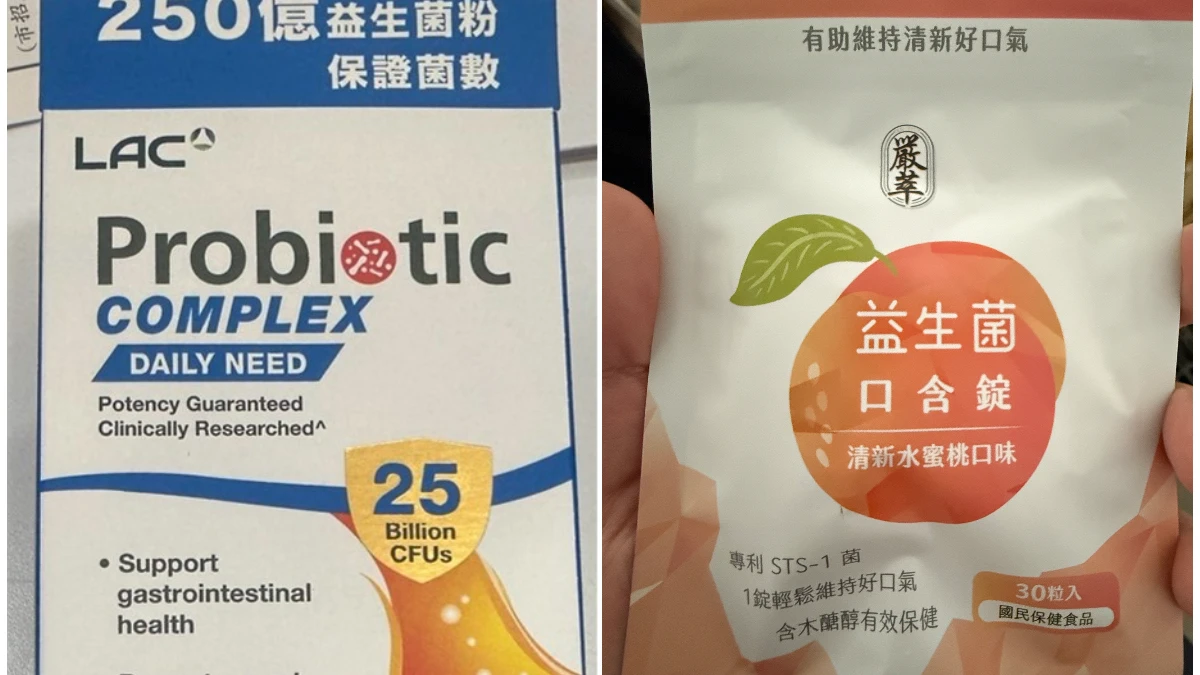 250億益生菌粉
保證菌數
LAC
Probiotic
COMPLEX
DAILY NEED
Potency Guaranteed
Clinically Researched^
25
Billion
CFUs
• Support
gastrointestinal
health
有助維持清新好口氣
嚴萃
益生菌
口含錠
清新水蜜桃口味
專利 STS-1 菌
1錠輕鬆維持好口氣
含木醣醇有效保健
30粒入
國民保健食品